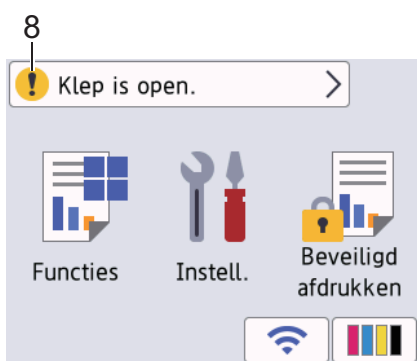 8
Klep is open.
Functies
Instell.
Beveiligd
afdrukken